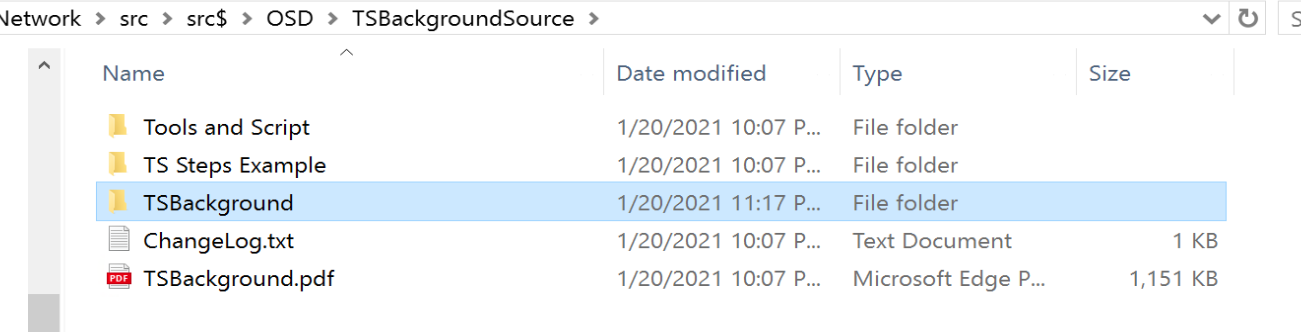 Network > src > src$ > OSD > TSBackgroundSource >
Name Date modified Type Size
Tools and Script 1/20/2021 10:07 P... File folder
TS Steps Example 1/20/2021 10:07 P... File folder
TSBackground 1/20/2021 11:17 P... File folder
ChangeLog.txt 1/20/2021 10:07 P... Text Document 1 KB
PDF TSBackground.pdf 1/20/2021 10:07 P... Microsoft Edge P... 1,151 KB